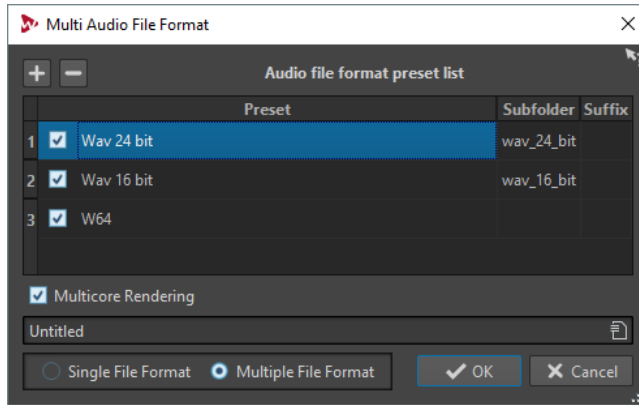 Multi Audio File Format
Audio file format preset list
Preset Subfolder Suffix
1 Wav 24 bit wav_24_bit
2 Wav 16 bit wav_16_bit
3 W64
Multicore Rendering
Untitled
Single File Format Multiple File Format OK Cancel